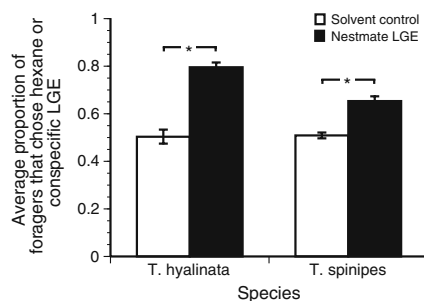 Solvent control
Nestmate LGE
Average proportion of
foragers that chose hexane or
conspecific LGE
1
0.8
0.6
0.4
0.2
0
*
*
T. hyalinata
T. spinipes
Species